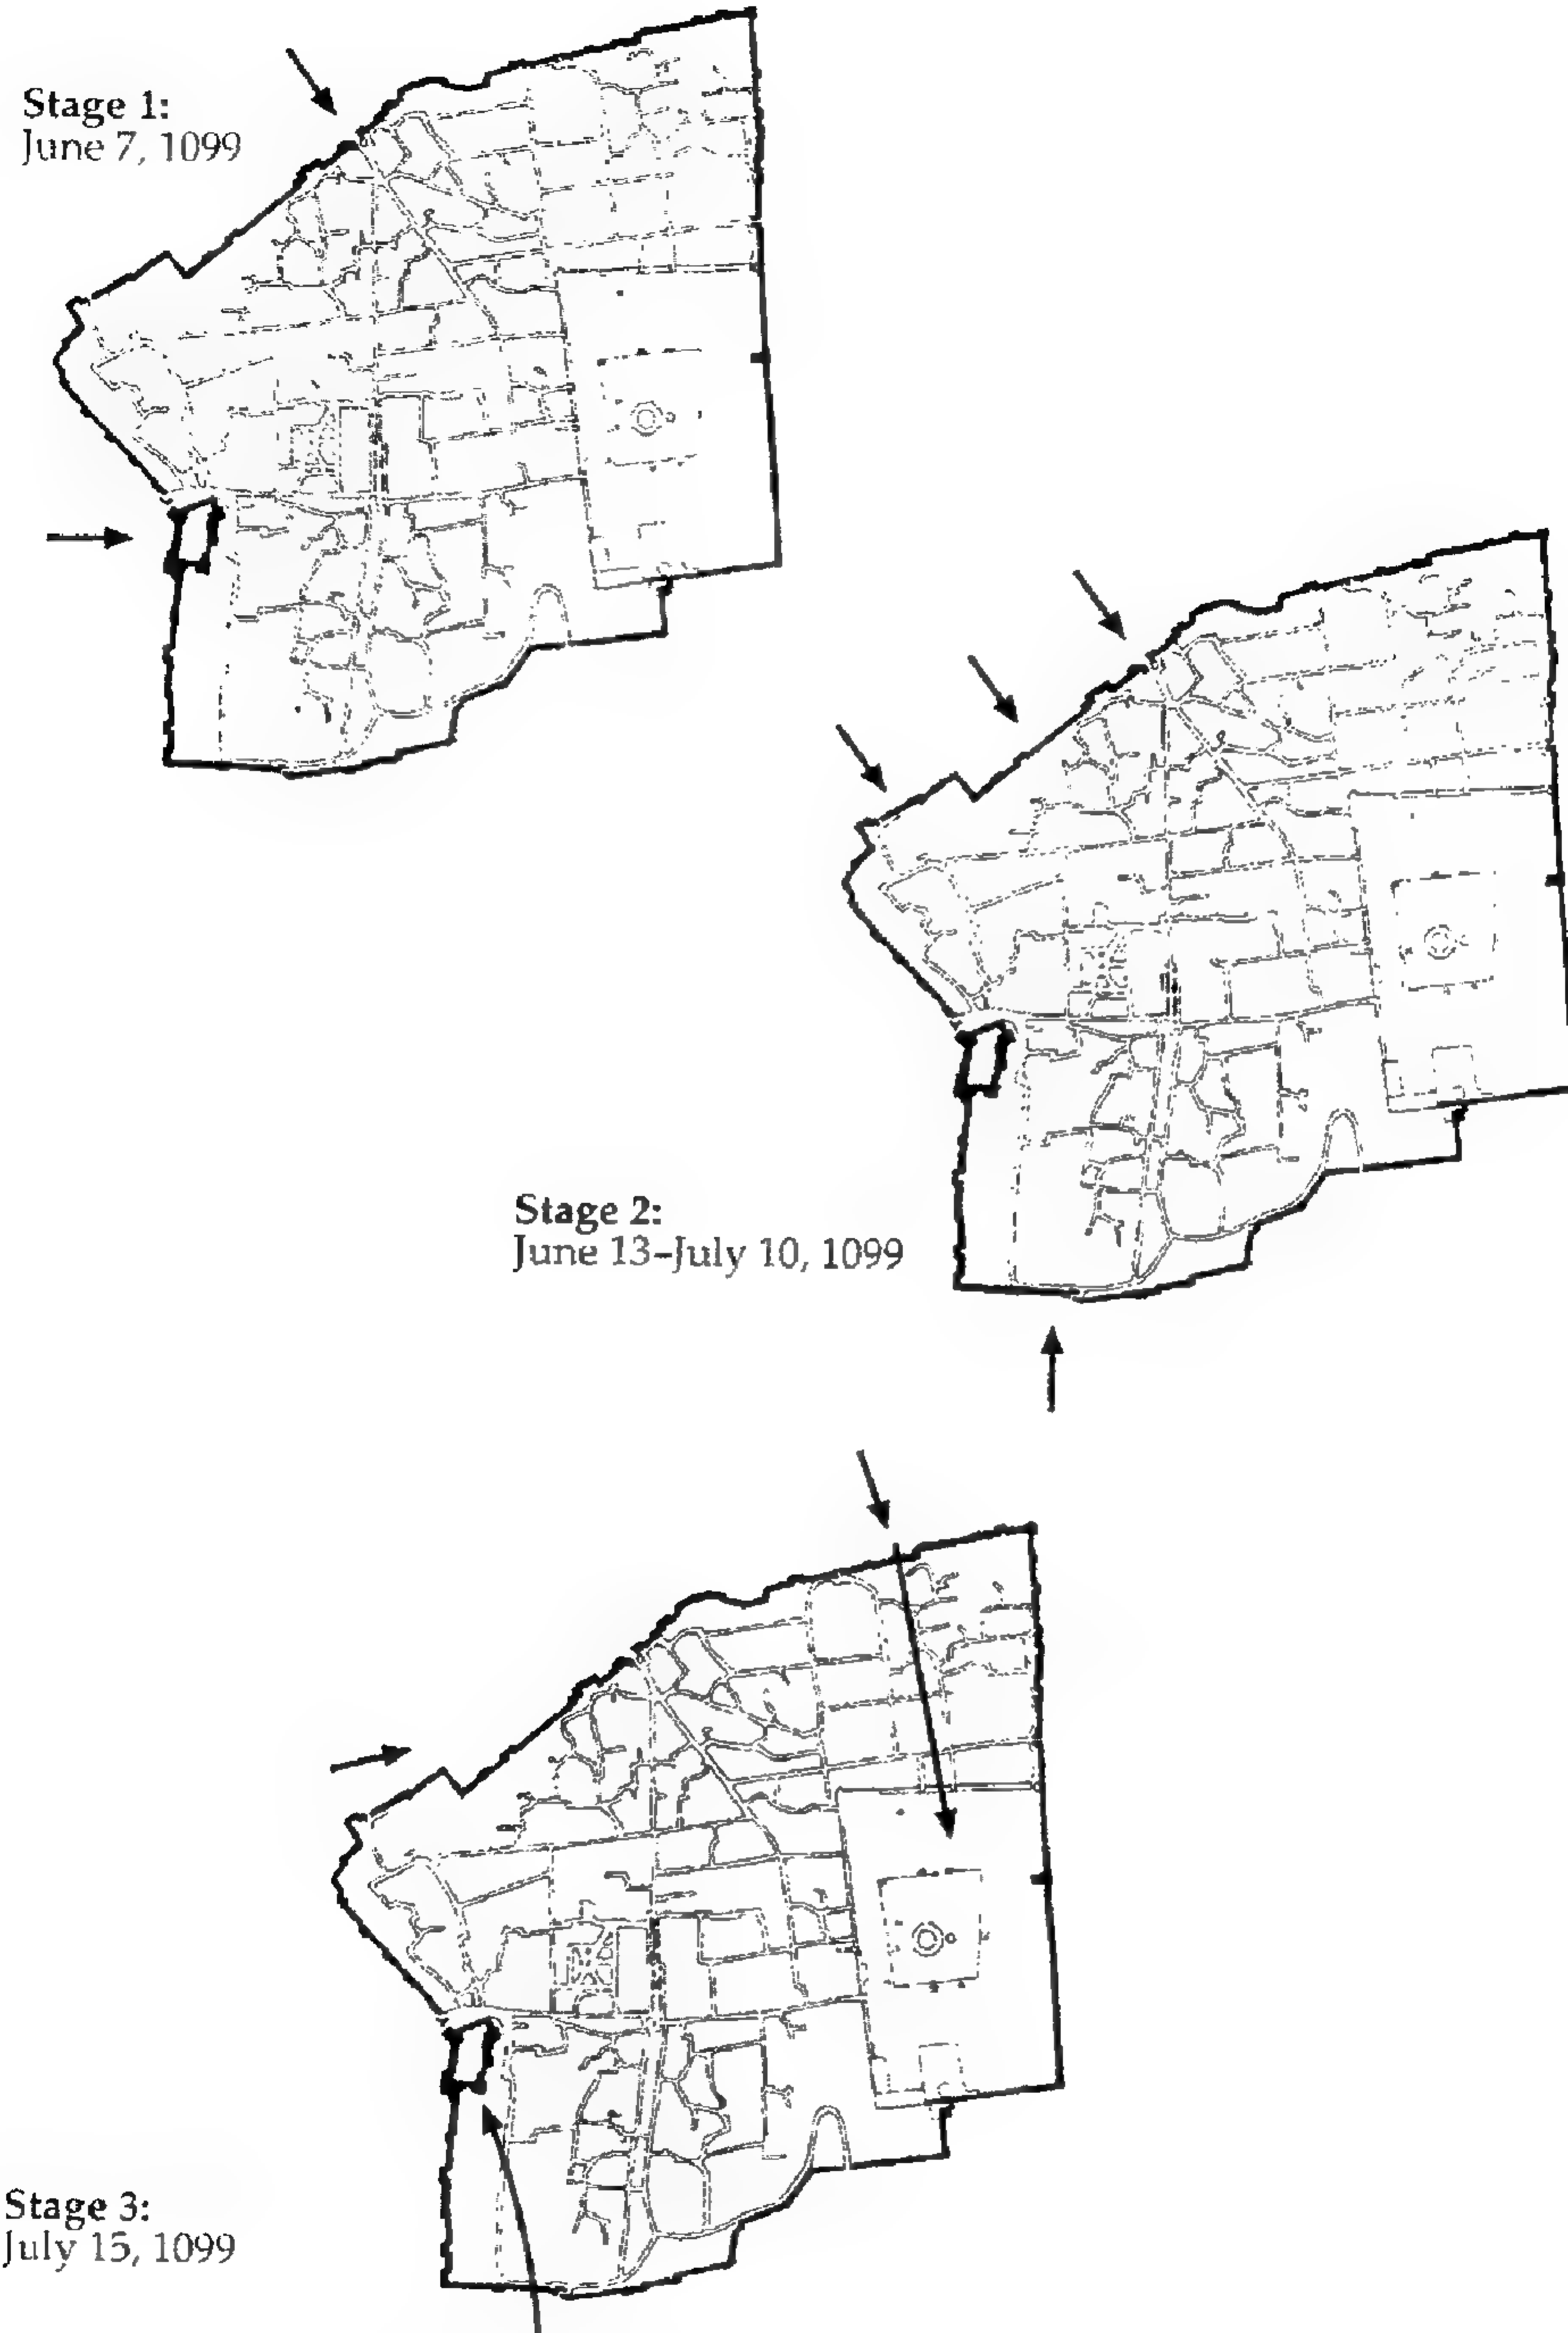 Stage 1:
June 7, 1099
Stage 2:
June 13–July 10, 1099
Stage 3:
July 15, 1099